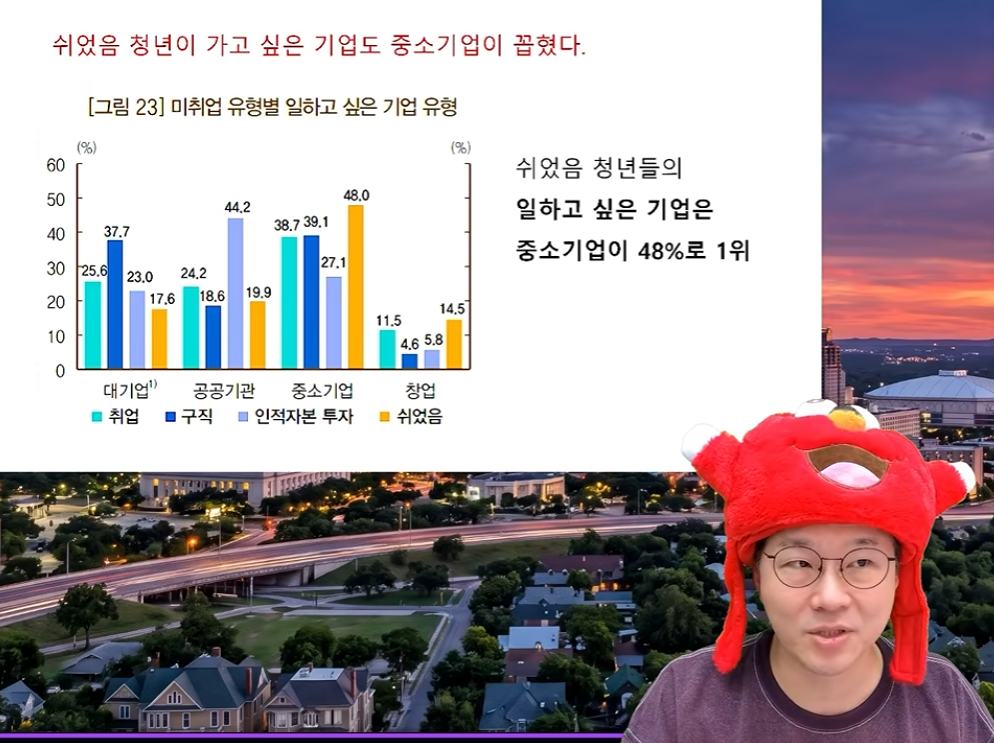 쉬었음 청년이 가고 싶은 기업도 중소기업이 꼽혔다.
[그림 23] 미취업 유형별 일하고 싶은 기업 유형
(%) (%)
60
50
40
30
20
10
0
25.6 37.7 23.0 17.6
24.2 18.6 44.2 19.9
38.7 39.1 27.1 48.0
11.5 4.6 5.8 14.5
대기업1) 공공기관 중소기업 창업
취업 구직 인적자본 투자 쉬었음
쉬었음 청년들의
일하고 싶은 기업은
중소기업이 48%로 1위